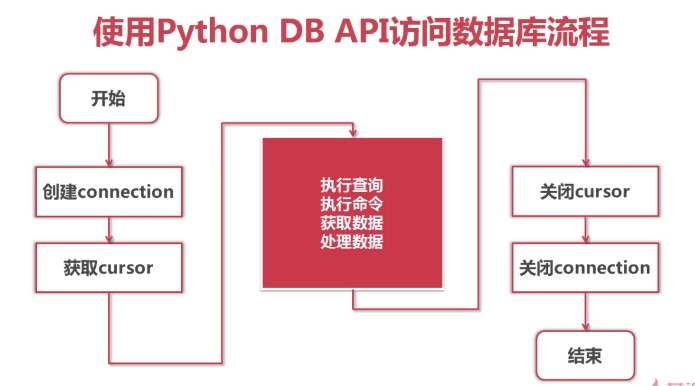 使用Python DB API访问数据库流程
开始
创建connection
获取cursor
执行查询
执行命令
获取数据
处理数据
关闭cursor
关闭connection
结束